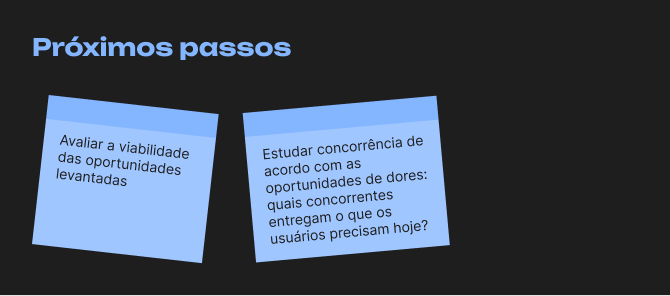 Próximos passos
Avaliar a viabilidade
das oportunidades
levantadas
Estudar concorrência de
acordo com as
oportunidades de dores:
quais concorrentes
entregam o que os
usuários precisam hoje?